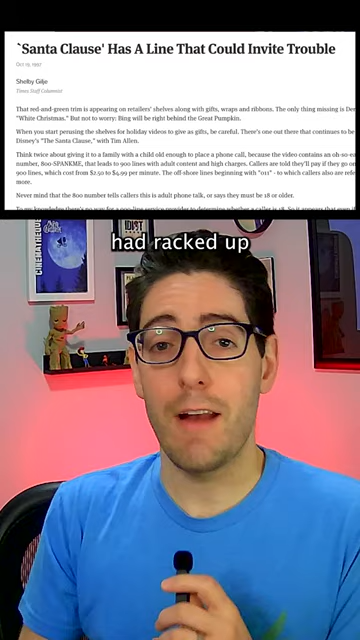 `Santa Clause' Has A Line That Could Invite Trouble
Oct 19, 1997
Shelby Gilje
Times Staff Columnist
That red-and-green trim is appearing on retailers' shelves along with gifts, wraps and ribbons. The only thing missing is
"White Christmas." But not to worry: Bing will be right behind the Great Pumpkin.
When you start perusing the shelves for holiday videos to give as gifts, be careful. There's one out there that continues to be
Disney's "The Santa Clause," with Tim Allen.
Think twice about giving it to a family with a child old enough to place a phone call, because the video contains an
number, 800-SPANKME, that leads to 900 lines with adult content and high charges. Callers are told they'll pay if they go
900 lines, which cost from $2.50 to $4.99 per minute. The off-shore lines beginning with "011" - to which callers also are
more.
Never mind that the 800 number tells callers this is adult phone talk, or says they must be 18 or older.
had racked up
CINEMATHEQUE
IDIOT